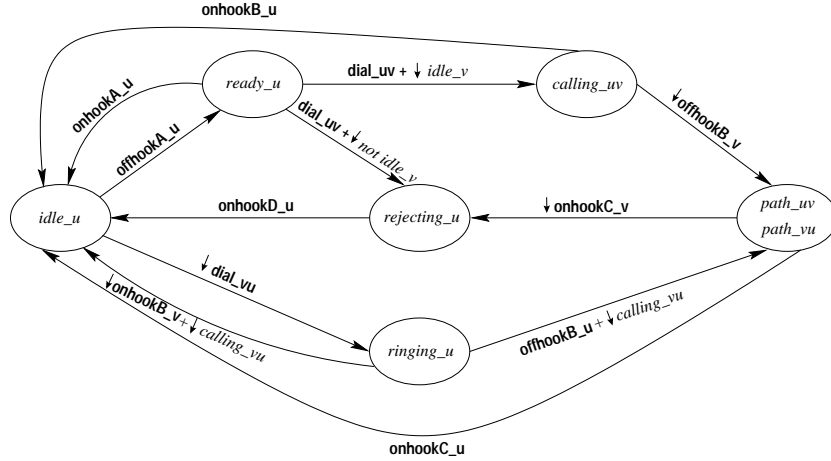 onhookB_u
ready_u
dial_uv + ↓ idle_v
calling_uv
onhookA_u
offhookA_u
dial_uv + ↓ not idle_v
↓ offhookB_v
idle_u
onhookD_u
rejecting_u
↓ onhookC_v
path_uv
path_vu
↓ dial_vu
↓ onhookB_v + ↓ calling_vu
ringing_u
offhookB_u + ↓ calling_vu
onhookC_u